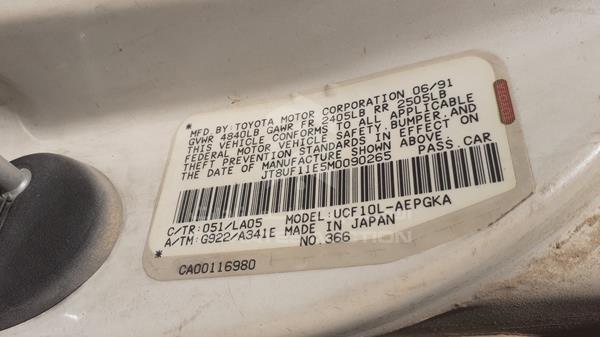 MFD.BY:TOYOTA MOTOR CORPORATION 06/91
GVWR 4840LB GAWR FR 2405LB RR 2505LB
THIS VEHICLE CONFORMS TO ALL APPLICABLE
FEDERAL MOTOR VEHICLE SAFETY,BUMPER,AND
THEFT PREVENTION STANDARDS IN EFFECT ON
THE DATE OF MANUFACTURE SHOWN ABOVE.
*JT8UF11E5M0090265* PASS.CAR
C/TR:051/LA05 MODEL:UCF10L-AEPGKA
A/TM:G922/A341E MADE IN JAPAN
NO.366
CA00116980